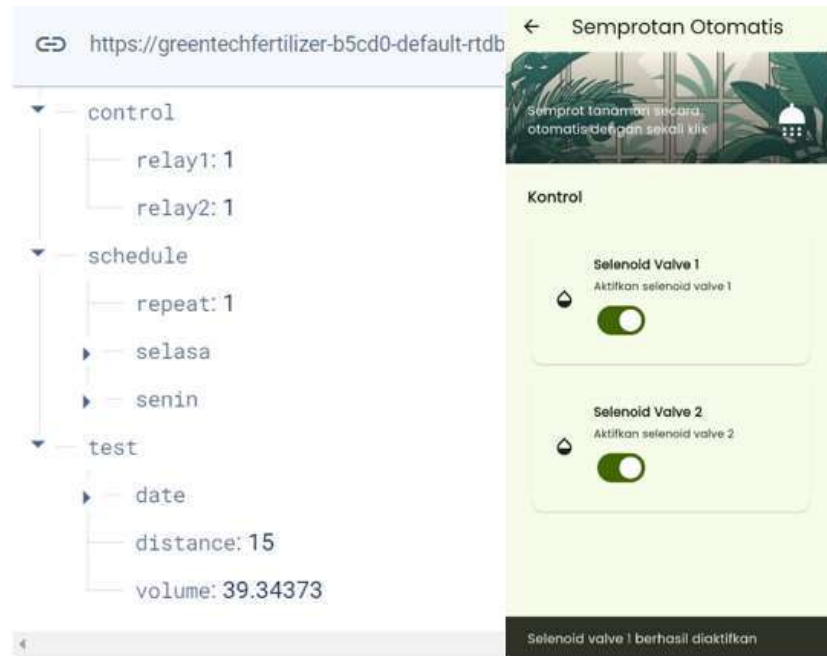 https://greentechfertilizer-b5cd0-default-rtdb
control
relay1: 1
relay2: 1
schedule
repeat: 1
selasa
senin
test
date
distance: 15
volume: 39.34373
Semprotan Otomatis
Semprot tanaman secara
otomatis dengan sekali klik
Kontrol
Selenoid Valve 1
Aktifkan selenoid valve 1
Selenoid Valve 2
Aktifkan selenoid valve 2
Selenoid valve 1 berhasil diaktifkan